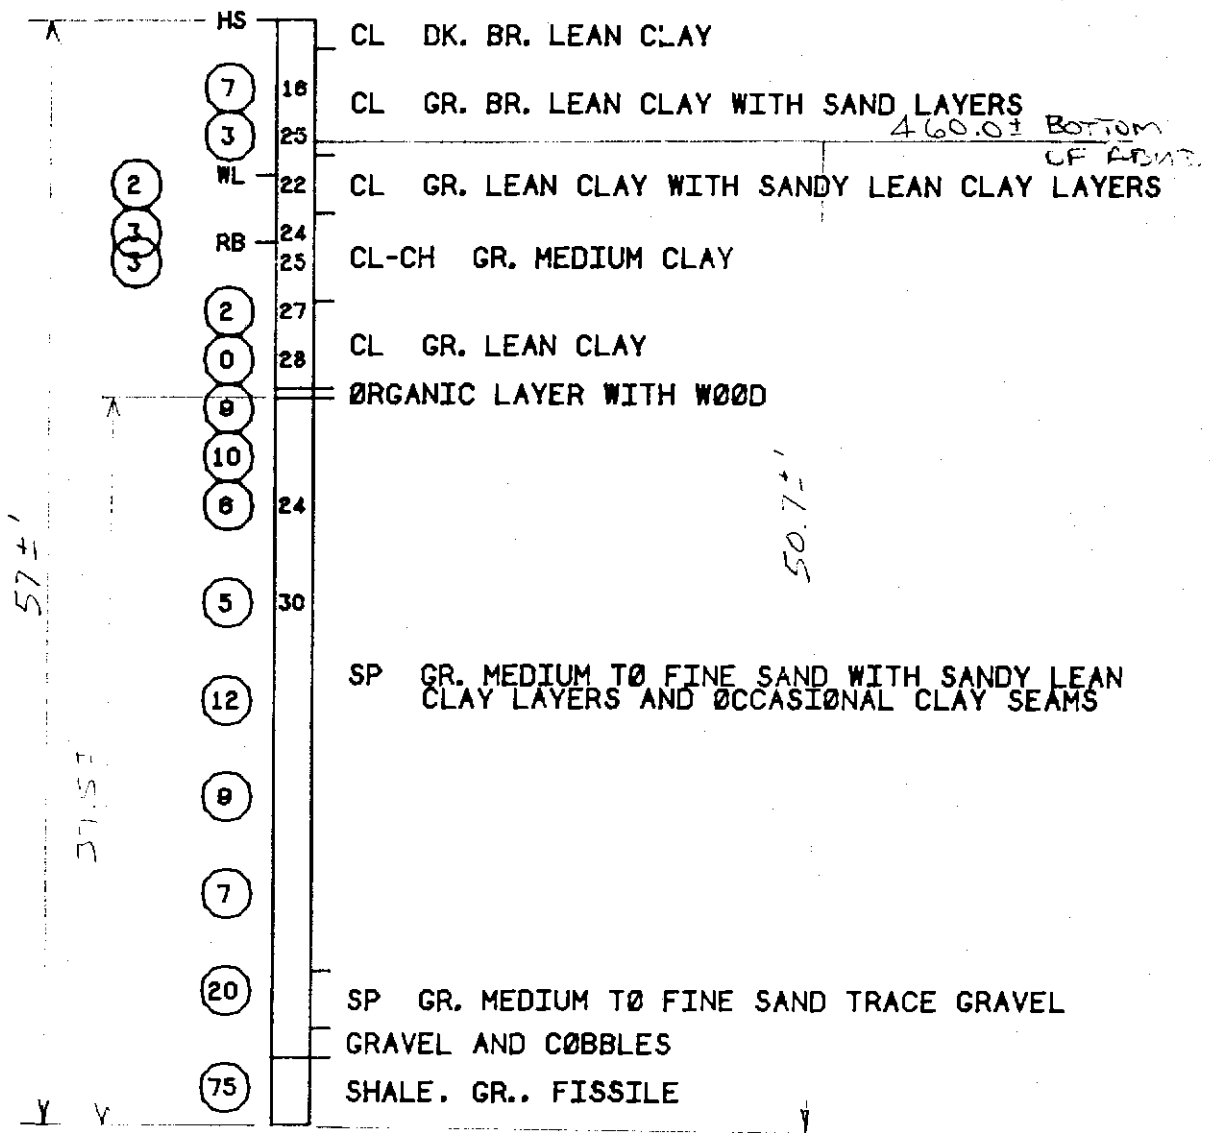 HS
CL DK. BR. LEAN CLAY
7 16
CL GR. BR. LEAN CLAY WITH SAND LAYERS
3 25
460.0± BOTTOM
OF ABUT.
2 WL 22
CL GR. LEAN CLAY WITH SANDY LEAN CLAY LAYERS
3 RB 24
3 25
CL-CH GR. MEDIUM CLAY
2 27
CL GR. LEAN CLAY
0 28
ØRGANIC LAYER WITH WØØD
9
10
6 24
50.7±'
57±'
5 30
SP GR. MEDIUM TØ FINE SAND WITH SANDY LEAN
CLAY LAYERS AND ØCCASIØNAL CLAY SEAMS
12
9
7
20
SP GR. MEDIUM TØ FINE SAND TRACE GRAVEL
GRAVEL AND CØBBLES
75
SHALE. GR.. FISSILE